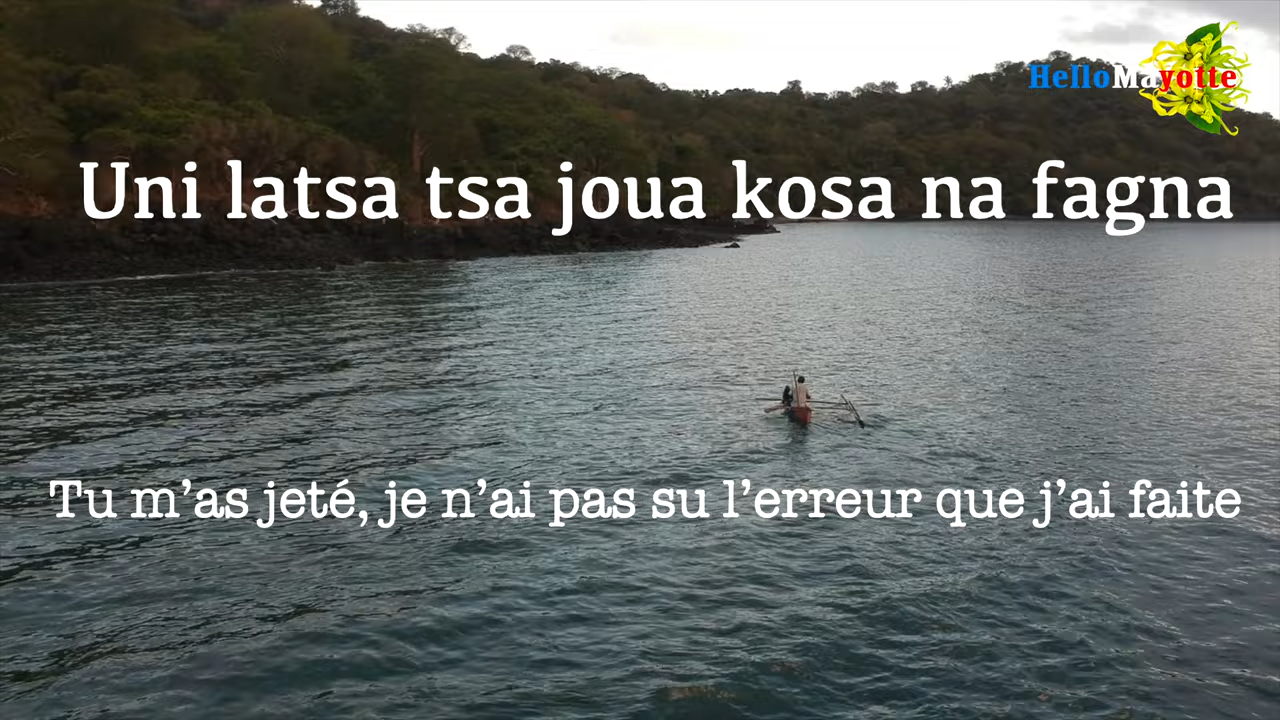 HelloMayotte
Uni latsa tsa joua kosa na fagna
Tu m'as jeté, je n'ai pas su l'erreur que j'ai faite